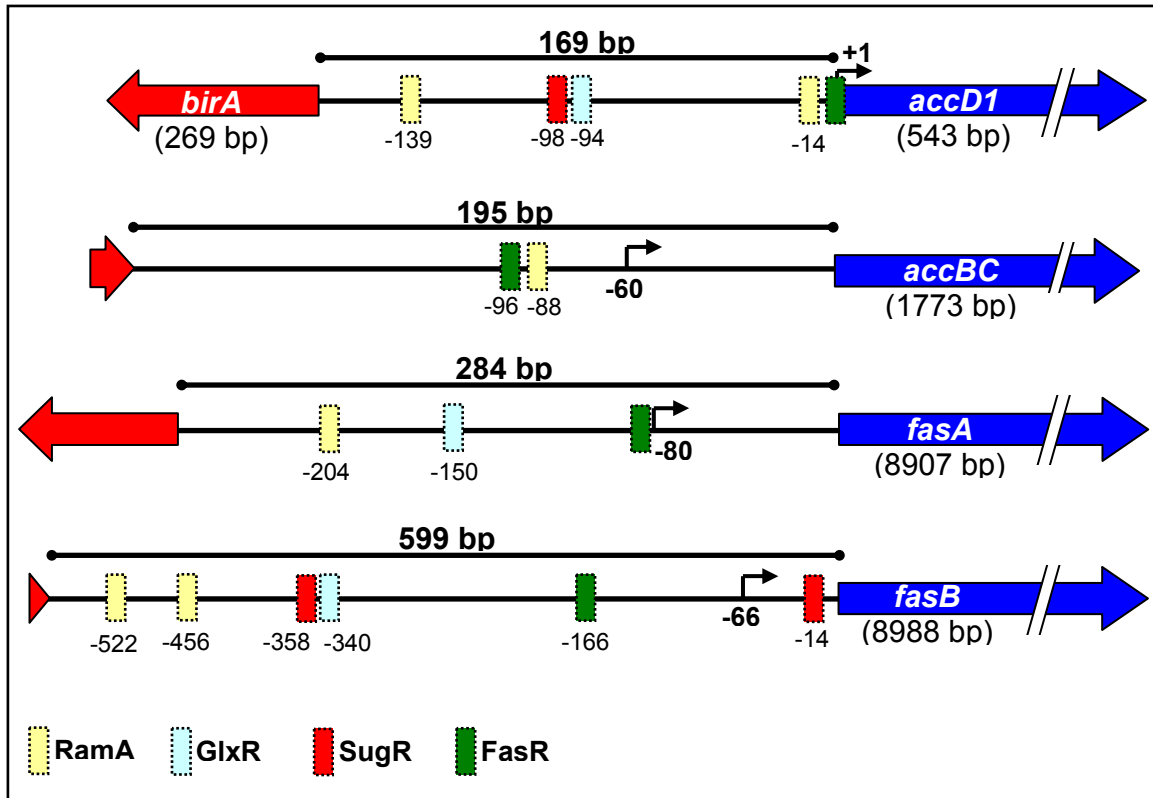 169 bp
+1
birA
accD1
(269 bp)
-139
-98
-94
-14
(543 bp)
195 bp
accBC
-96
-88
-60
(1773 bp)
284 bp
fasA
-204
-150
-80
(8907 bp)
599 bp
fasB
-522
-456
-358
-340
-166
-66
-14
(8988 bp)
RamA
GlxR
SugR
FasR